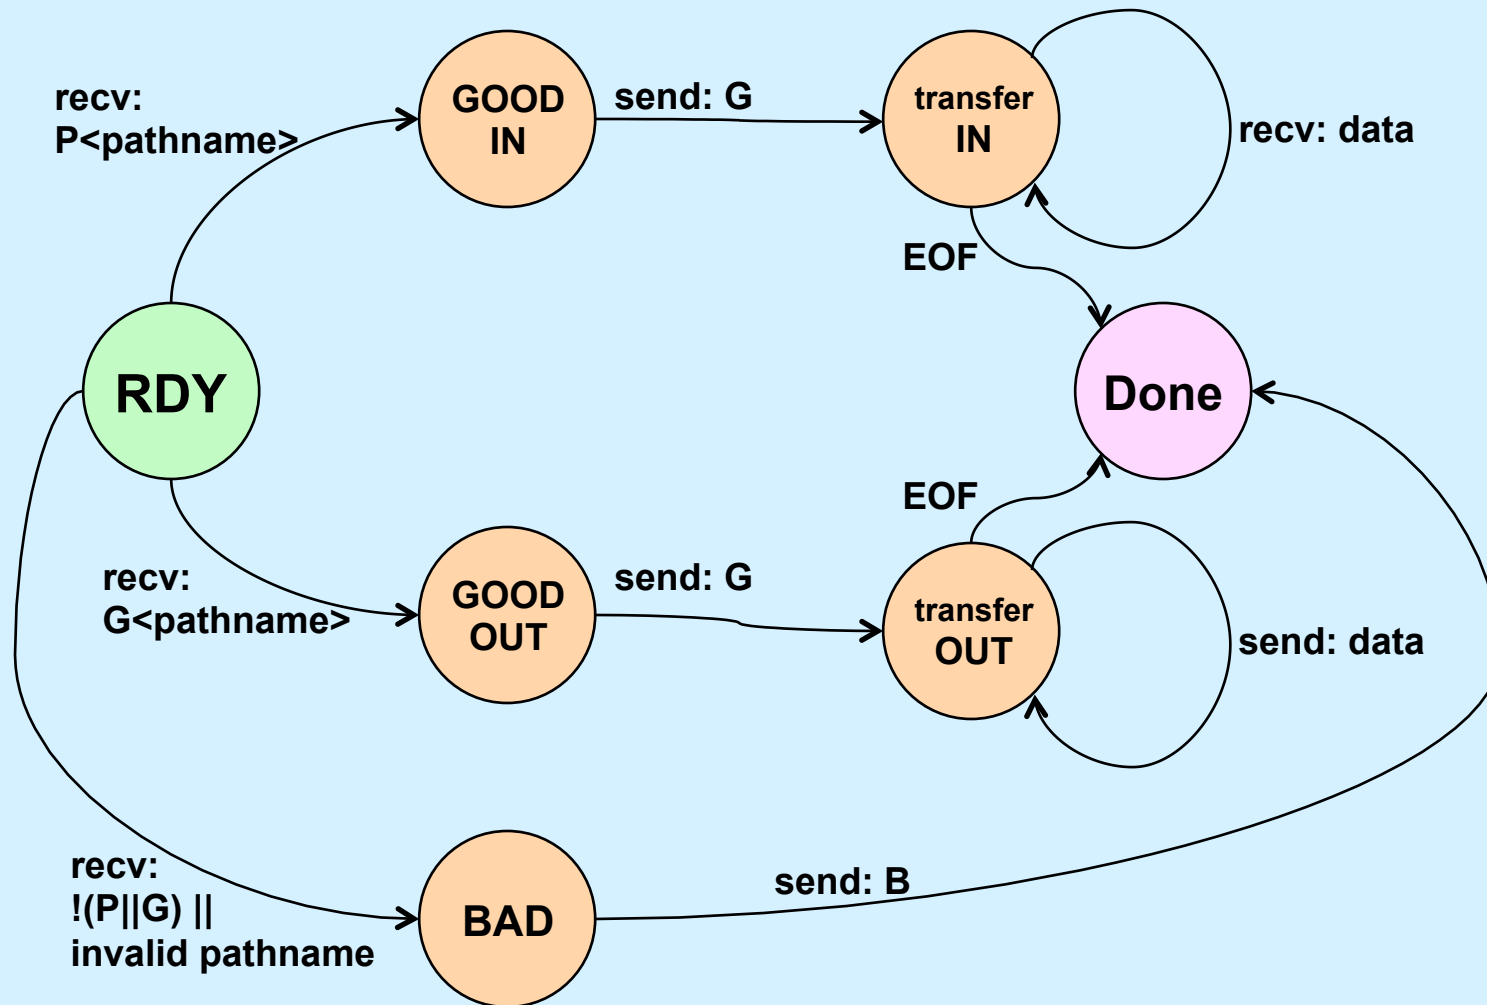 recv:
P<pathname>
GOOD
IN
send: G
transfer
IN
recv: data
EOF
RDY
Done
EOF
recv:
G<pathname>
GOOD
OUT
send: G
transfer
OUT
send: data
recv:
!(P||G) ||
invalid pathname
BAD
send: B